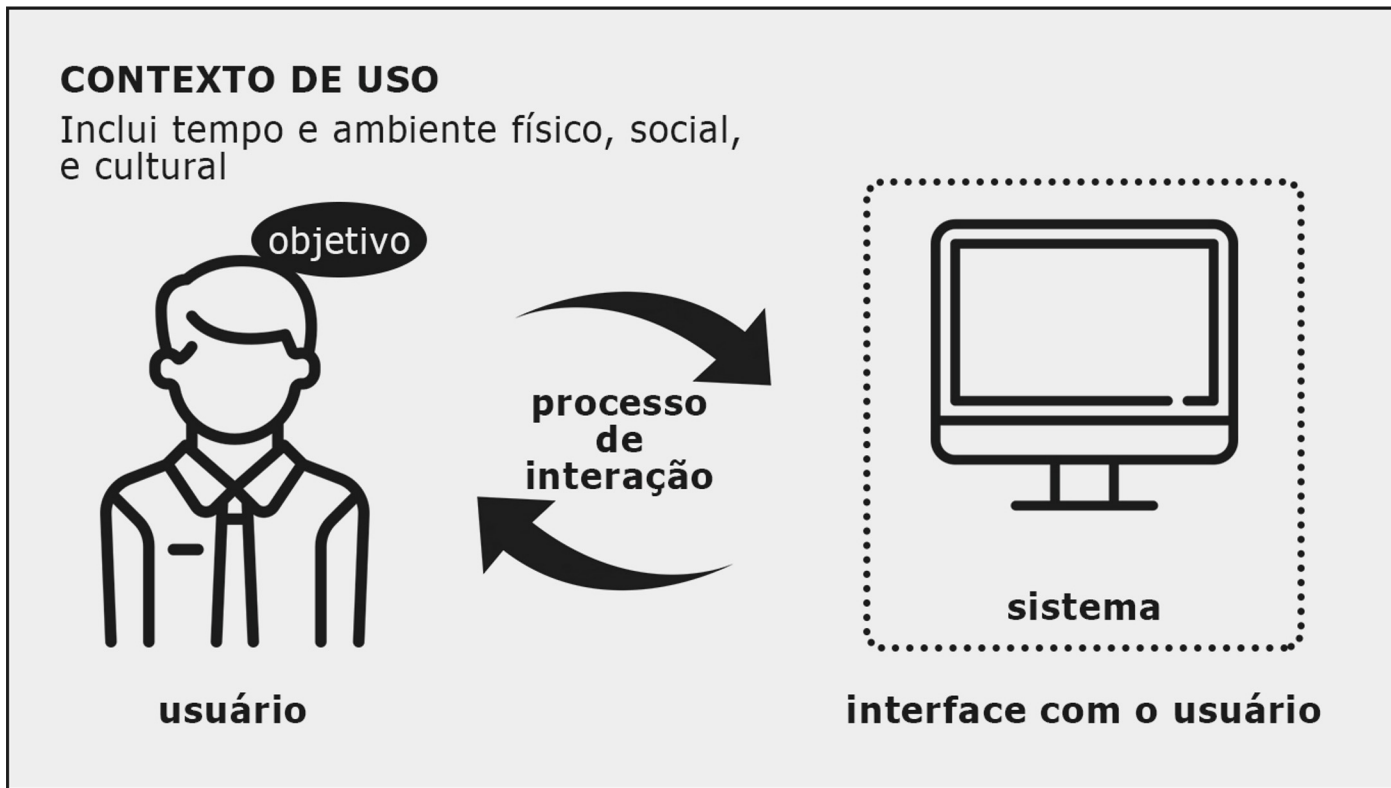 CONTEXTO DE USO
Inclui tempo e ambiente físico, social,
e cultural
objetivo
processo
de
interação
sistema
usuário
interface com o usuário